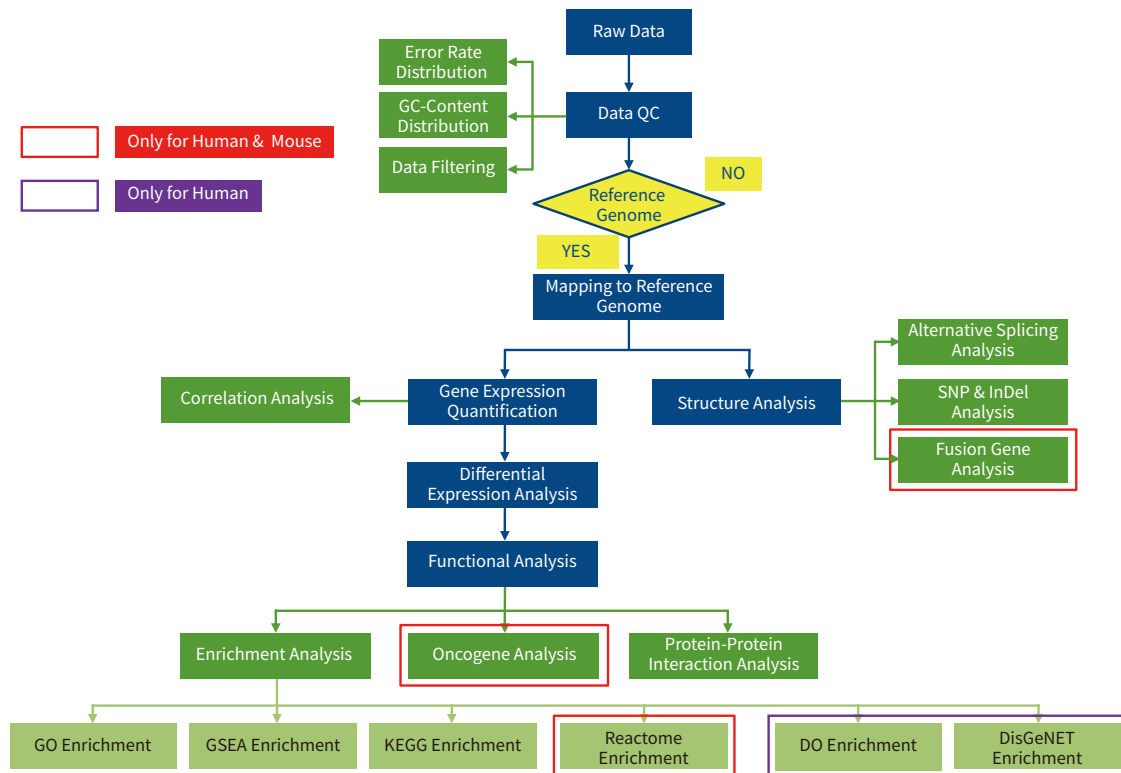 Raw Data
Error Rate
Distribution
GC-Content
Distribution
Data QC
Only for Human & Mouse
Data Filtering
NO
Only for Human
Reference
Genome
YES
Mapping to Reference
Genome
Alternative Splicing
Analysis
Correlation Analysis
Gene Expression
Quantification
Structure Analysis
SNP & InDel
Analysis
Fusion Gene
Analysis
Differential
Expression Analysis
Functional Analysis
Enrichment Analysis
Oncogene Analysis
Protein-Protein
Interaction Analysis
GO Enrichment
GSEA Enrichment
KEGG Enrichment
Reactome
Enrichment
DO Enrichment
DisGeNET
Enrichment